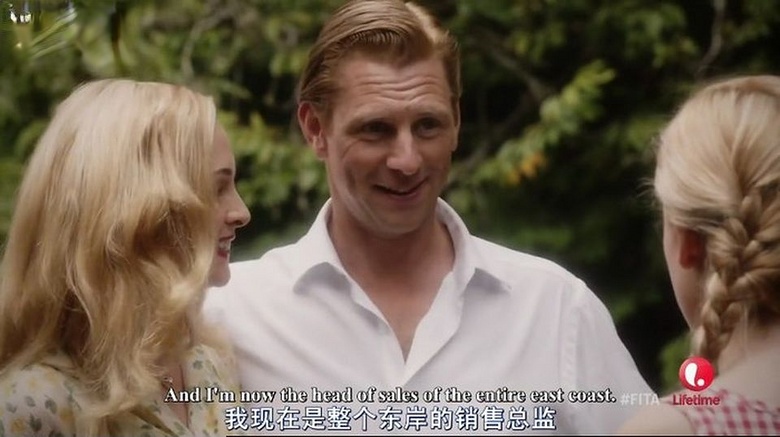 And I'm now the head of sales of the entire east coast.
#FITA
Lifetime
我现在是整个东岸的销售总监